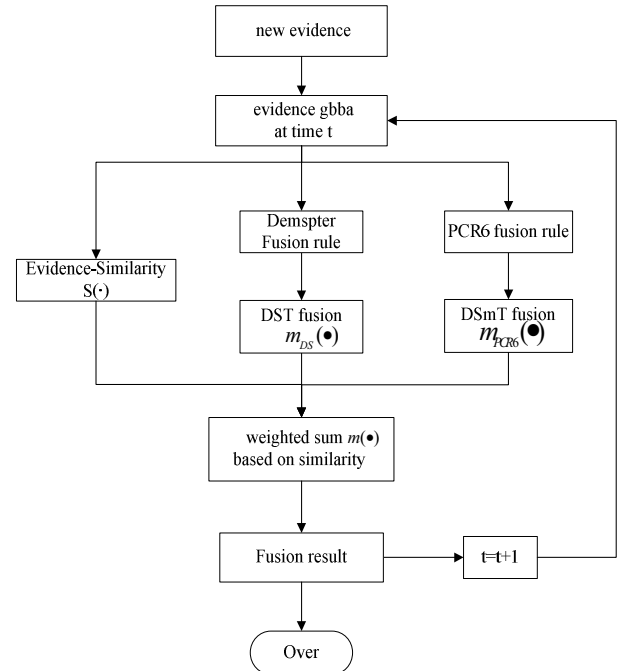 new evidence
evidence gbba
at time t
Demspter
Fusion rule
PCR6 fusion rule
Evidence-Similarity
S(·)
DST fusion
m_DS(•)
DSmT fusion
m_PCR6(•)
weighted sum m(•)
based on similarity
Fusion result
t=t+1
Over